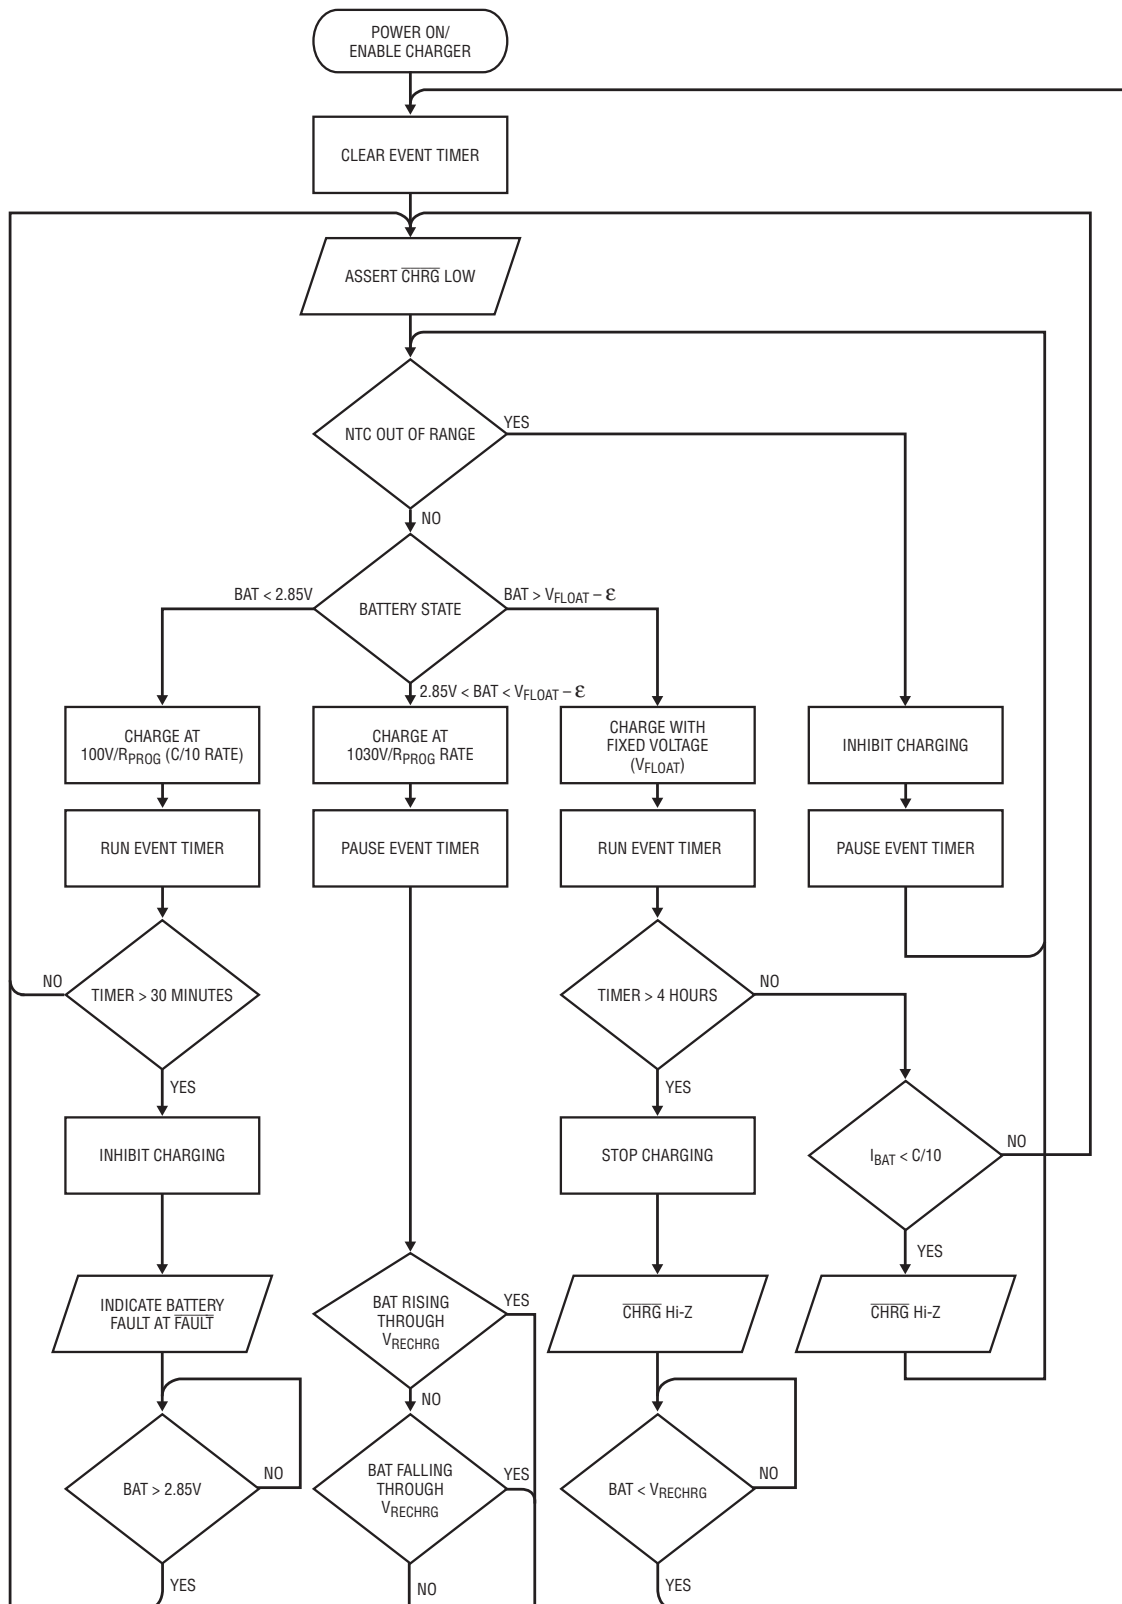 POWER ON/
ENABLE CHARGER
CLEAR EVENT TIMER
ASSERT C̅H̅R̅G̅ LOW
NTC OUT OF RANGE
YES
NO
BATTERY STATE
BAT < 2.85V
BAT > VFLOAT – ε
2.85V < BAT < VFLOAT – ε
CHARGE AT
100V/RPROG (C/10 RATE)
CHARGE AT
1030V/RPROG RATE
CHARGE WITH
FIXED VOLTAGE
(VFLOAT)
INHIBIT CHARGING
RUN EVENT TIMER
PAUSE EVENT TIMER
RUN EVENT TIMER
PAUSE EVENT TIMER
NO
TIMER > 30 MINUTES
TIMER > 4 HOURS
NO
YES
YES
INHIBIT CHARGING
STOP CHARGING
IBAT < C/10
NO
YES
INDICATE BATTERY
FAULT AT F̅A̅U̅L̅T̅
BAT RISING
THROUGH
VRECHRG
YES
C̅H̅R̅G̅ Hi-Z
C̅H̅R̅G̅ Hi-Z
NO
BAT > 2.85V
NO
BAT FALLING
THROUGH
VRECHRG
YES
BAT < VRECHRG
NO
YES
NO
YES